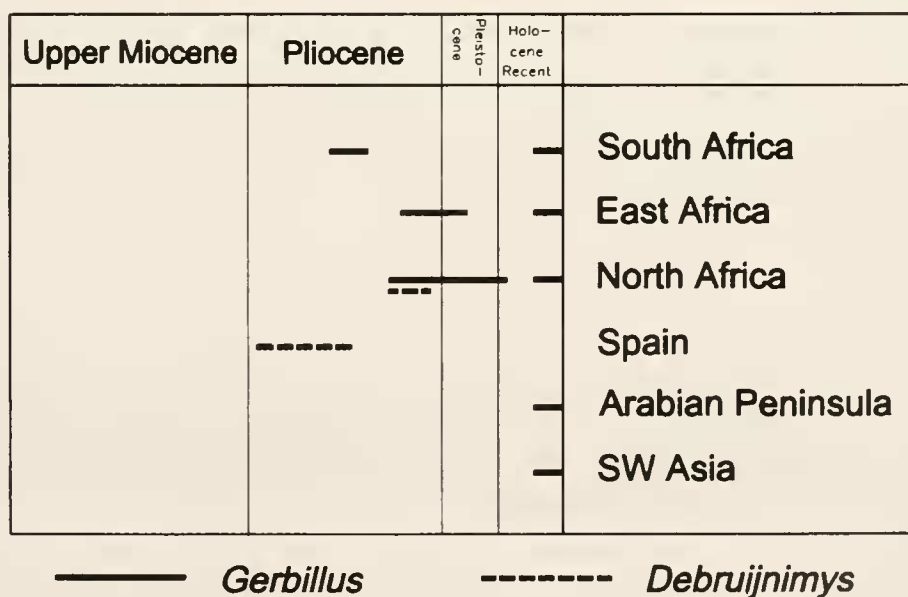 Upper Miocene
Pliocene
Pleisto-
cene
Holo-
cene
Recent
South Africa
East Africa
North Africa
Spain
Arabian Peninsula
SW Asia
Gerbillus
Debruijnimys